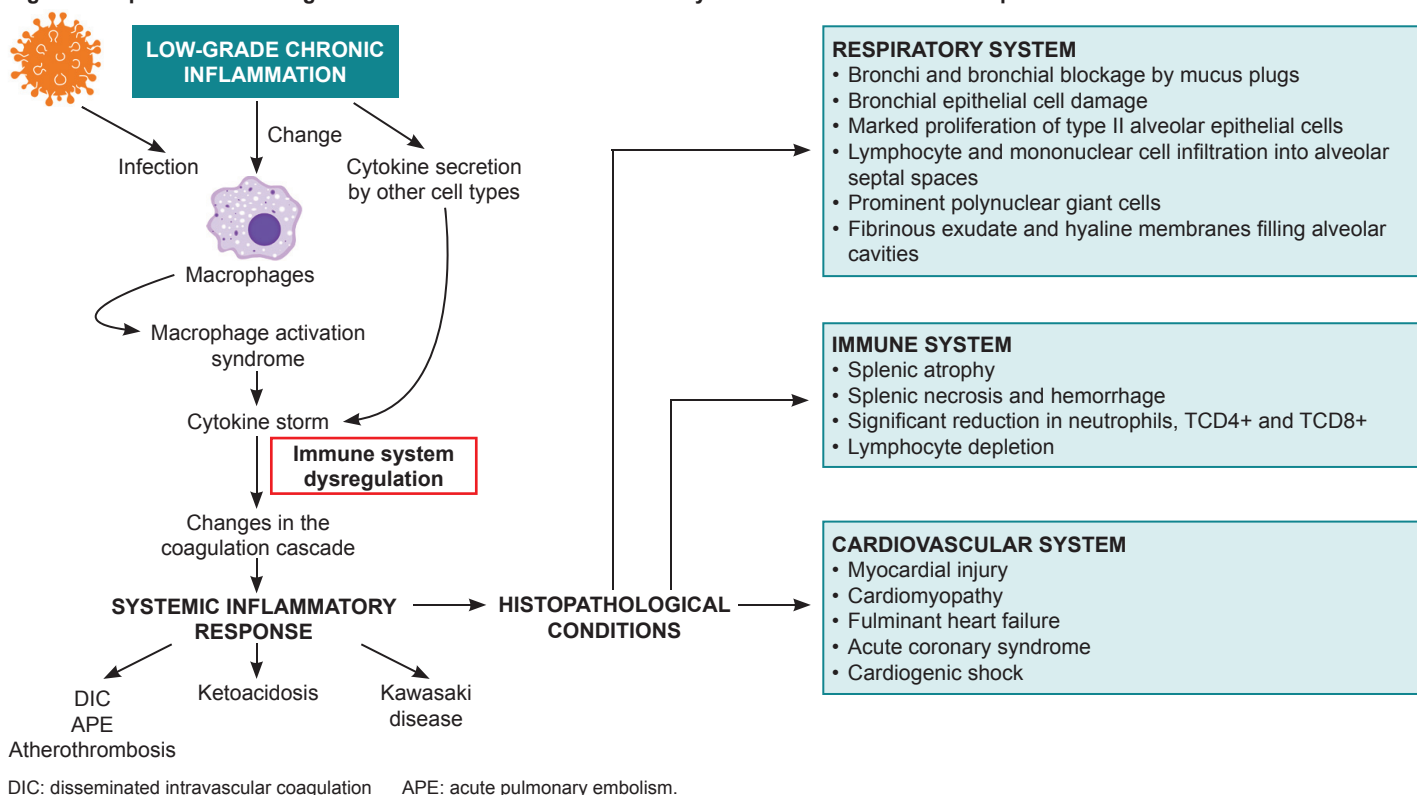 LOW-GRADE CHRONIC
INFLAMMATION
Change
Infection
Cytokine secretion
by other cell types
Macrophages
Macrophage activation
syndrome
Cytokine storm
Immune system
dysregulation
Changes in the
coagulation cascade
SYSTEMIC INFLAMMATORY
RESPONSE
DIC
APE
Atherothrombosis
Ketoacidosis
Kawasaki
disease
HISTOPATHOLOGICAL
CONDITIONS
RESPIRATORY SYSTEM
• Bronchi and bronchial blockage by mucus plugs
• Bronchial epithelial cell damage
• Marked proliferation of type II alveolar epithelial cells
• Lymphocyte and mononuclear cell infiltration into alveolar
septal spaces
• Prominent polynuclear giant cells
• Fibrinous exudate and hyaline membranes filling alveolar
cavities
IMMUNE SYSTEM
• Splenic atrophy
• Splenic necrosis and hemorrhage
• Significant reduction in neutrophils, TCD4+ and TCD8+
• Lymphocyte depletion
CARDIOVASCULAR SYSTEM
• Myocardial injury
• Cardiomyopathy
• Fulminant heart failure
• Acute coronary syndrome
• Cardiogenic shock
DIC: disseminated intravascular coagulation APE: acute pulmonary embolism.